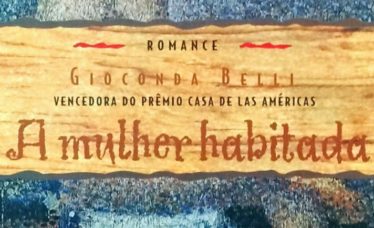 ROMANCE
GIOCONDA BELLI
VENCEDORA DO PRÊMIO CASA DE LAS AMÉRICAS
A mulher habitada